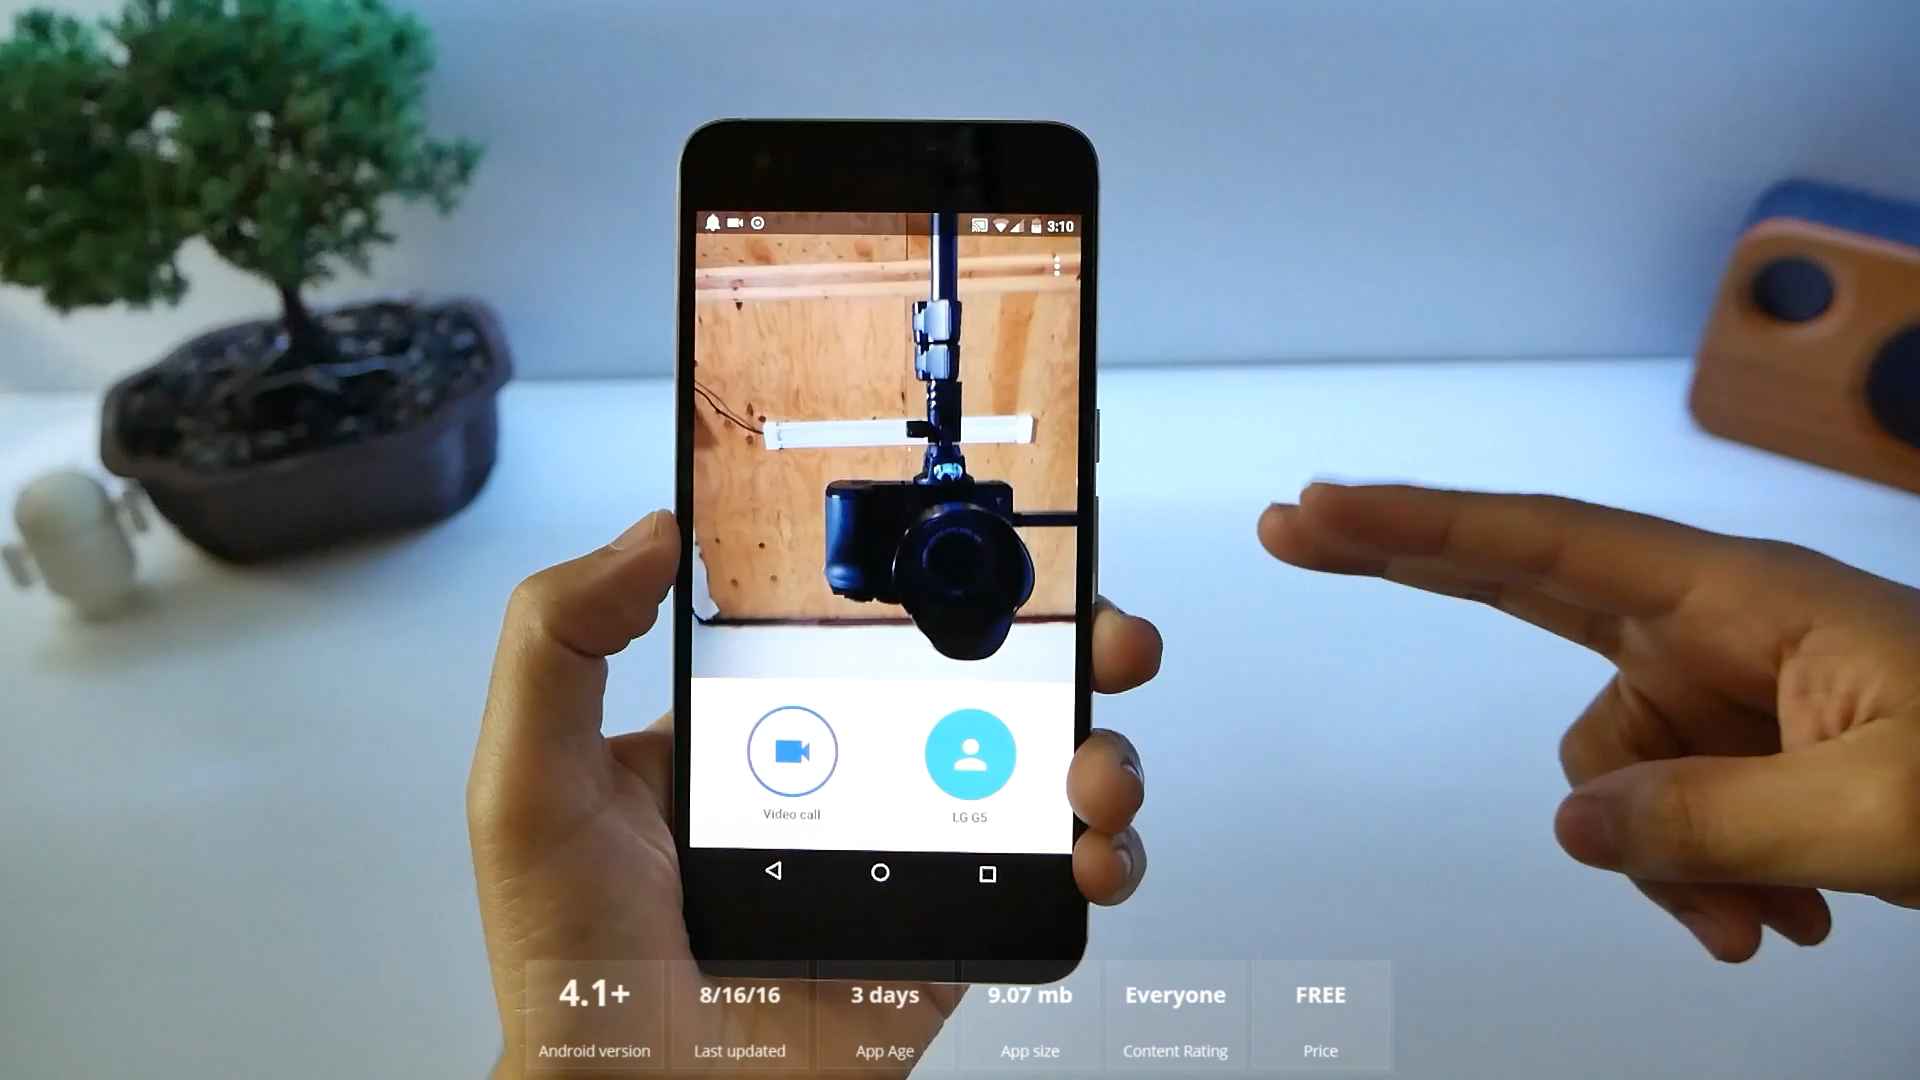 3:10
Video call
LG G5
4.1+
8/16/16
3 days
9.07 mb
Everyone
FREE
Android version
Last updated
App Age
App size
Content Rating
Price